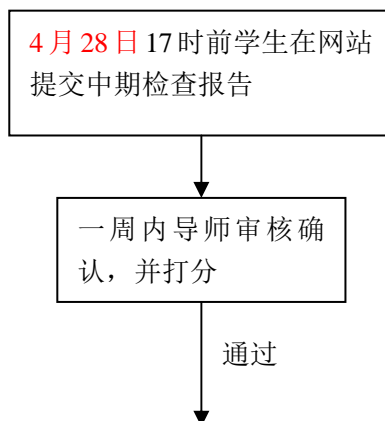 4月28日17时前学生在网站
提交中期检查报告
一周内导师审核确
认，并打分
通过